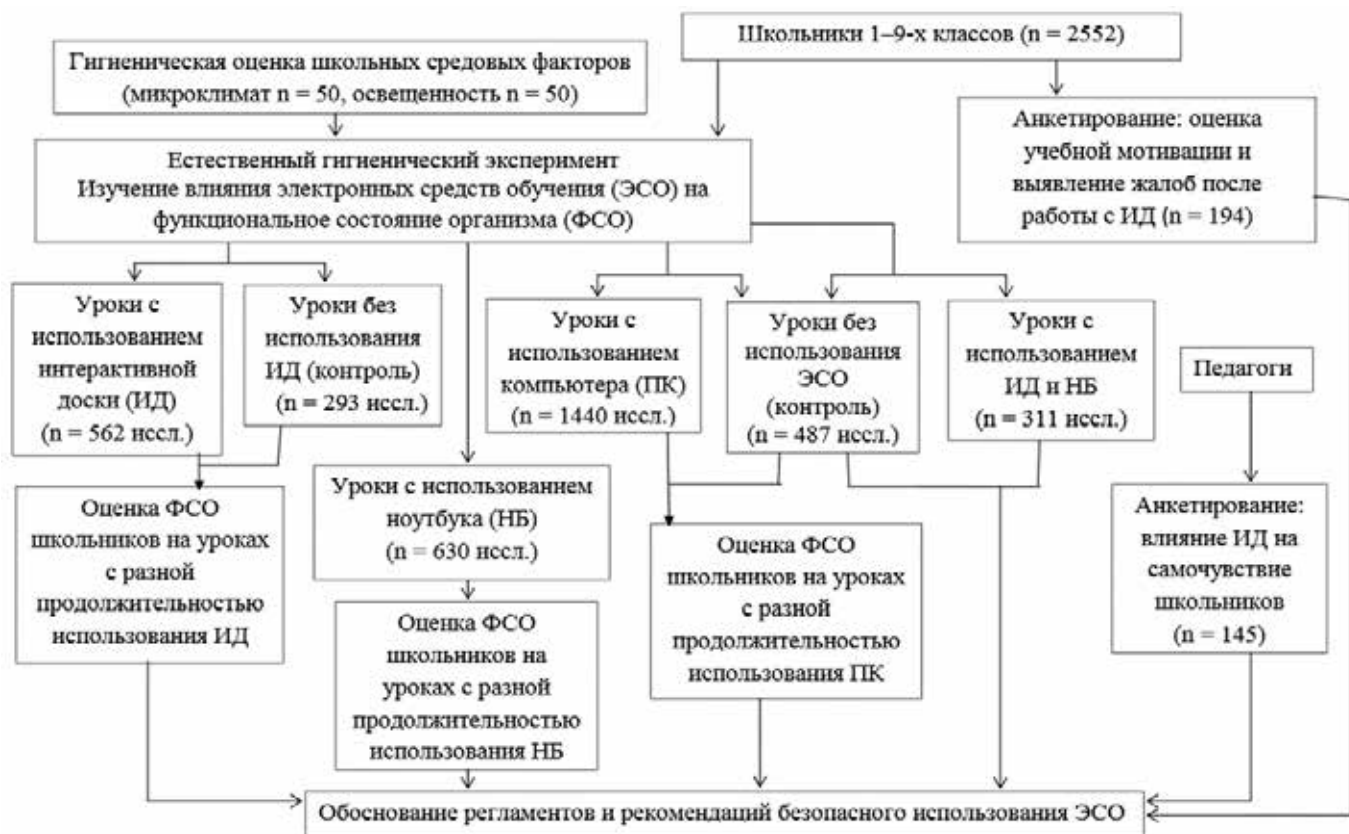 Школьники 1–9-х классов (n = 2552)
Гигиеническая оценка школьных средовых факторов
(микроклимат n = 50, освещенность n = 50)
Анкетирование: оценка
учебной мотивации и
выявление жалоб после
работы с ИД (n = 194)
Естественный гигиенический эксперимент
Изучение влияния электронных средств обучения (ЭСО) на
функциональное состояние организма (ФСО)
Уроки с
использованием
интерактивной
доски (ИД)
(n = 562 иссл.)
Уроки без
использования
ИД (контроль)
(n = 293 иссл.)
Уроки с
использованием
компьютера (ПК)
(n = 1440 иссл.)
Уроки без
использования
ЭСО
(контроль)
(n = 487 иссл.)
Уроки с
использованием
ИД и НБ
(n = 311 иссл.)
Педагоги
Уроки с использованием
ноутбука (НБ)
(n = 630 иссл.)
Оценка ФСО
школьников на уроках
с разной
продолжительностью
использования ИД
Оценка ФСО
школьников на
уроках с разной
продолжительностью
использования НБ
Оценка ФСО
школьников на уроках
с разной
продолжительностью
использования ПК
Анкетирование:
влияние ИД на
самочувствие
школьников
(n = 145)
Обоснование регламентов и рекомендаций безопасного использования ЭСО